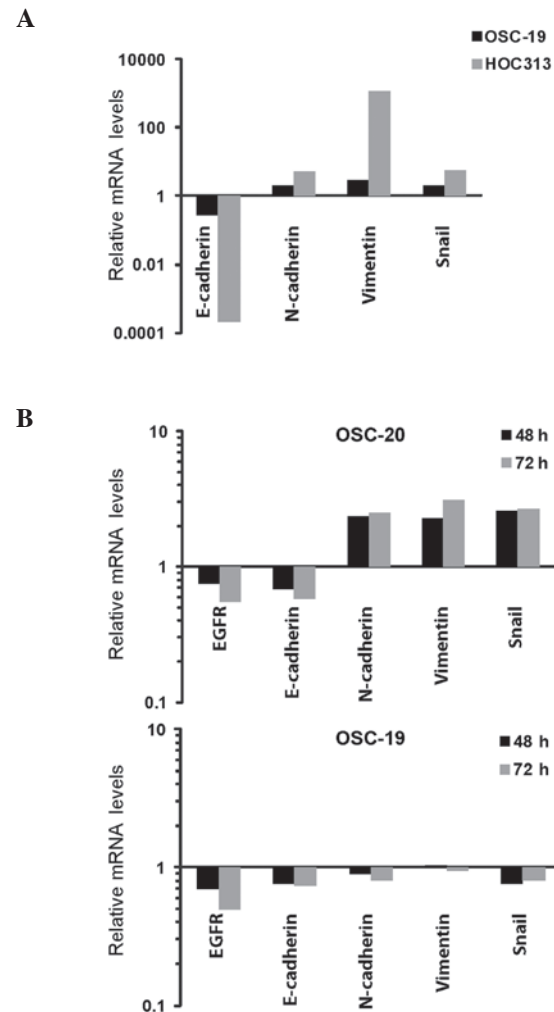 A
OSC-19
HOC313
Relative mRNA levels
10000
100
1
0.01
0.0001
E-cadherin
N-cadherin
Vimentin
Snail
B
OSC-20
48 h
72 h
Relative mRNA levels
10
1
0.1
EGFR
E-cadherin
N-cadherin
Vimentin
Snail
OSC-19
48 h
72 h
Relative mRNA levels
10
1
0.1
EGFR
E-cadherin
N-cadherin
Vimentin
Snail